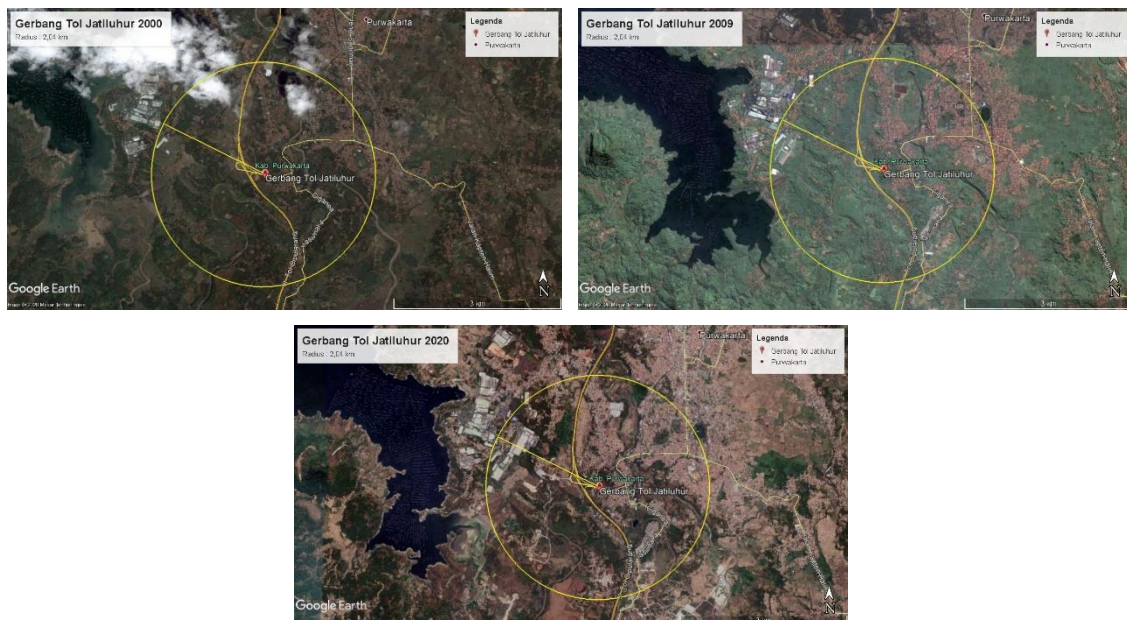 Gerbang Tol Jatiluhur 2000
Radius : 2,04 km
Legenda
Gerbang Tol Jatiluhur
Purwakarta
Purwakarta
Kab. Purwakarta
Gerbang Tol Jatiluhur
Google Earth
3 km
N
Gerbang Tol Jatiluhur 2009
Radius : 2,04 km
Legenda
Gerbang Tol Jatiluhur
Purwakarta
Purwakarta
Kab. Purwakarta
Gerbang Tol Jatiluhur
Google Earth
3 km
N
Gerbang Tol Jatiluhur 2020
Radius : 2,04 km
Legenda
Gerbang Tol Jatiluhur
Purwakarta
Purwakarta
Kab. Purwakarta
Gerbang Tol Jatiluhur
Google Earth
N